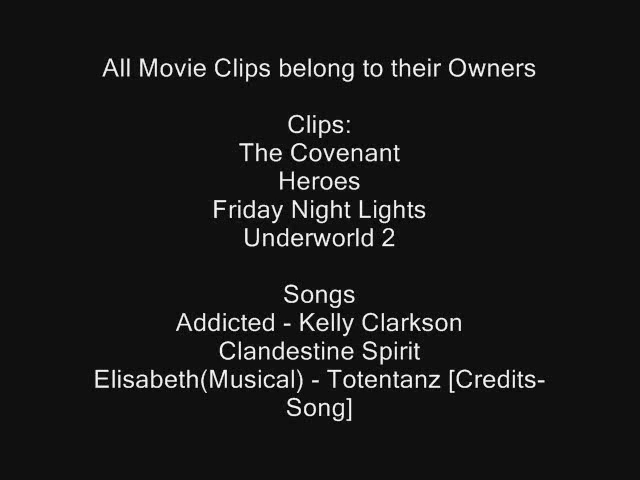 All Movie Clips belong to their Owners
Clips:
The Covenant
Heroes
Friday Night Lights
Underworld 2
Songs
Addicted - Kelly Clarkson
Clandestine Spirit
Elisabeth(Musical) - Totentanz [Credits-
Song]